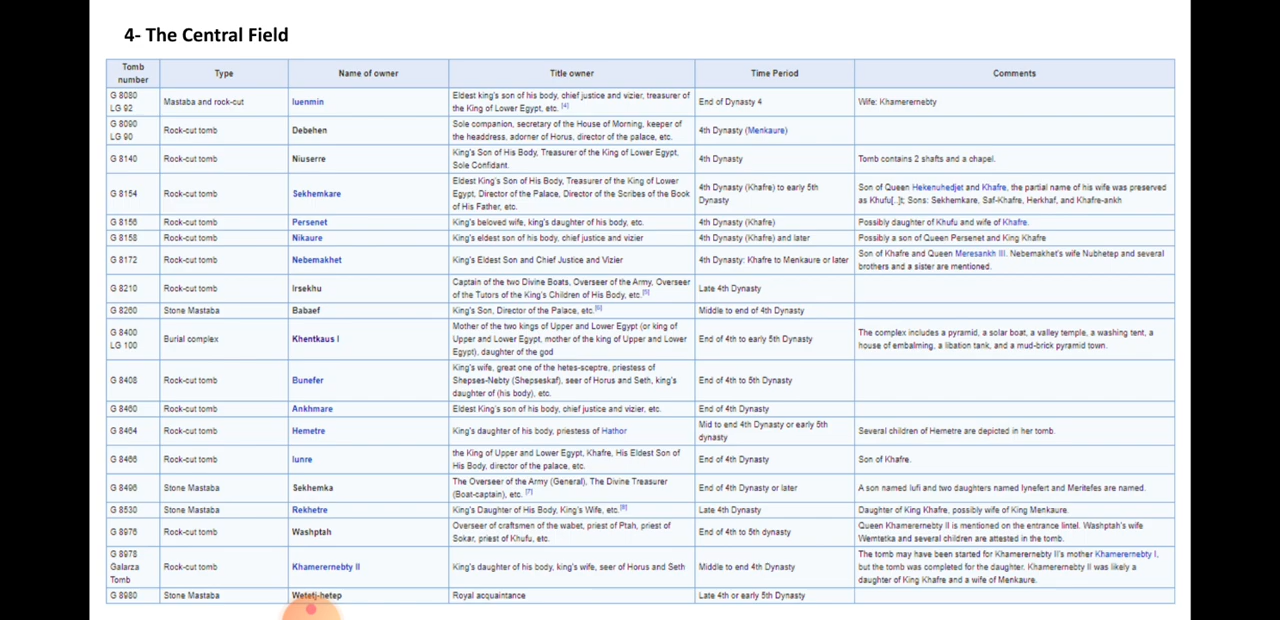 4- The Central Field
Tomb number | Type | Name of owner | Title owner | Time Period | Comments
G 8080
LG 92 | Mastaba and rock-cut | Iuenmin | Eldest king's son of his body, chief justice and vizier, treasurer of
the King of Lower Egypt, etc. [4] | End of Dynasty 4 | Wife: Khamerernebty
G 8090
LG 90 | Rock-cut tomb | Debehen | Sole companion, secretary of the House of Morning, keeper of
the headdress, adorner of Horus, director of the palace, etc. | 4th Dynasty (Menkaure)
G 8140 | Rock-cut tomb | Niuserre | King's Son of His Body, Treasurer of the King of Lower Egypt,
Sole Confidant. | 4th Dynasty | Tomb contains 2 shafts and a chapel.
G 8154 | Rock-cut tomb | Sekhemkare | Eldest King's Son of His Body, Treasurer of the King of Lower
Egypt, Director of the Palace, Director of the Scribes of the Book
of His Father, etc. | 4th Dynasty (Khafre) to early 5th
Dynasty | Son of Queen Hekenuhedjet and Khafre, the partial name of his wife was preserved
as Khufu[..]t; Sons: Sekhemkare, Saf-Khafre, Herkhaf, and Khafre-ankh
G 8156 | Rock-cut tomb | Persenet | King's beloved wife, king's daughter of his body, etc. | 4th Dynasty (Khafre) | Possibly daughter of Khufu and wife of Khafre.
G 8158 | Rock-cut tomb | Nikaure | King's eldest son of his body, chief justice and vizier | 4th Dynasty (Khafre) and later | Possibly a son of Queen Persenet and King Khafre
G 8172 | Rock-cut tomb | Nebemakhet | King's Eldest Son and Chief Justice and Vizier | 4th Dynasty: Khafre to Menkaure or later | Son of Khafre and Queen Meresankh III. Nebemakhet's wife Nubhetep and several
brothers and a sister are mentioned.
G 8210 | Rock-cut tomb | Irsekhu | Captain of the two Divine Boats, Overseer of the Army, Overseer
of the Tutors of the King's Children of His Body, etc.[5] | Late 4th Dynasty
G 8260 | Stone Mastaba | Babaef | King's Son, Director of the Palace, etc.[6] | Middle to end of 4th Dynasty
G 8400
LG 100 | Burial complex | Khentkaus I | Mother of the two kings of Upper and Lower Egypt (or king of
Upper and Lower Egypt, mother of the king of Upper and Lower
Egypt), daughter of the god | End of 4th to early 5th Dynasty | The complex includes a pyramid, a solar boat, a valley temple, a washing tent, a
house of embalming, a libation tank, and a mud-brick pyramid town.
G 8408 | Rock-cut tomb | Bunefer | King's wife, great one of the hetes-sceptre, priestess of
Shepses-Nebty (Shepseskaf), seer of Horus and Seth, king's
daughter of (his body), etc. | End of 4th to 5th Dynasty
G 8460 | Rock-cut tomb | Ankhmare | Eldest King's son of his body, chief justice and vizier, etc. | End of 4th Dynasty
G 8464 | Rock-cut tomb | Hemetre | King's daughter of his body, priestess of Hathor | Mid to end 4th Dynasty or early 5th
dynasty | Several children of Hemetre are depicted in her tomb.
G 8466 | Rock-cut tomb | Iunre | the King of Upper and Lower Egypt, Khafre, His Eldest Son of
His Body, director of the palace, etc. | End of 4th Dynasty | Son of Khafre.
G 8496 | Stone Mastaba | Sekhemka | The Overseer of the Army (General), The Divine Treasurer
(Boat-captain), etc. [7] | End of 4th Dynasty or later | A son named Iufi and two daughters named Iynefert and Meritefes are named.
G 8530 | Stone Mastaba | Rekhetre | King's Daughter of His Body, King's Wife, etc.[8] | Late 4th Dynasty | Daughter of King Khafre, possibly wife of King Menkaure.
G 8976 | Rock-cut tomb | Washptah | Overseer of craftsmen of the wabet, priest of Ptah, priest of
Sokar, priest of Khufu, etc. | End of 4th to 5th dynasty | Queen Khamerernebty II is mentioned on the entrance lintel. Washptah's wife
Wemtetka and several children are attested in the tomb.
G 8978
Galarza
Tomb | Rock-cut tomb | Khamerernebty II | King's daughter of his body, king's wife, seer of Horus and Seth | Middle to end 4th Dynasty | The tomb may have been started for Khamerernebty II's mother Khamerernebty I,
but the tomb was completed for the daughter. Khamerernebty II was likely a
daughter of King Khafre and a wife of Menkaure.
G 8980 | Stone Mastaba | Wetetj-hetep | Royal acquaintance | Late 4th or early 5th Dynasty